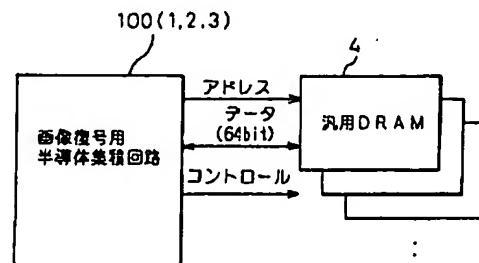 100(1,2,3)
4
アドレス
データ
(64bit)
コントロール
画像復号用
半導体集積回路
汎用DRAM